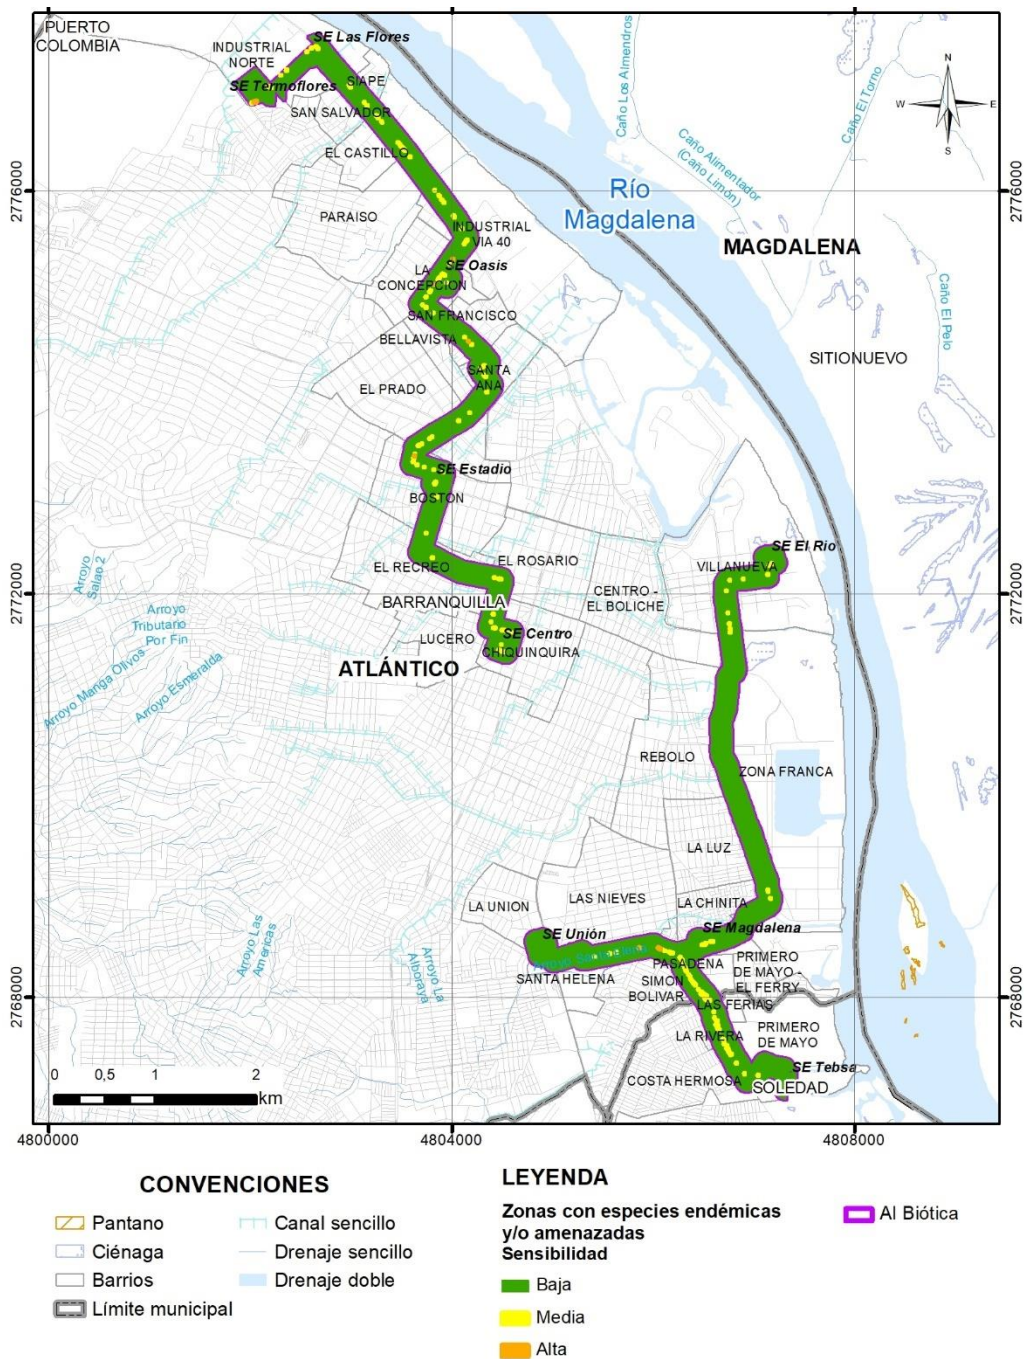 PUERTO
COLOMBIA
INDUSTRIAL
NORTE
SE Las Flores
SE Termoflores
SIAPE
SAN SALVADOR
EL CASTILLO
PARAISO
INDUSTRIAL
VIA 40
LA
CONCEPCION
SE Oasis
SAN FRANCISCO
BELLAVISTA
SANTA
ANA
EL PRADO
SE Estadio
BOSTON
EL RECREO
EL ROSARIO
BARRANQUILLA
LUCERO
SE Centro
CHIQUINQUIRA
ATLÁNTICO
CENTRO -
EL BOLICHE
VILLANUEVA
SE El Rio
REBOLO
ZONA FRANCA
LA LUZ
LAS NIEVES
LA UNION
LA CHINITA
SE Unión
SE Magdalena
SANTA HELENA
PASADENA
SIMON
BOLIVAR
PRIMERO
DE MAYO -
EL FERRY
LAS FERIAS
LA RIVERA
PRIMERO
DE MAYO
COSTA HERMOSA
SE Tebsa
SOLEDAD
Río
Magdalena
MAGDALENA
SITIONUEVO
Caño Los Almendros
Caño Alimentador
(Caño Limón)
Caño El Torno
Caño El Pelo
Arroyo
Salao 2
Arroyo
Tributario
Por Fin
Arroyo Manga Olivos
Arroyo Esmeralda
Arroyo Las
Americas
Arroyo La
Alboraya
N
W
E
S
2776000
2772000
2768000
2776000
2772000
2768000
0 0,5 1 2
km
4800000
4804000
4808000
CONVENCIONES
Pantano
Ciénaga
Barrios
Límite municipal
Canal sencillo
Drenaje sencillo
Drenaje doble
LEYENDA
Zonas con especies endémicas
y/o amenazadas
Sensibilidad
Baja
Media
Alta
AI Biótica